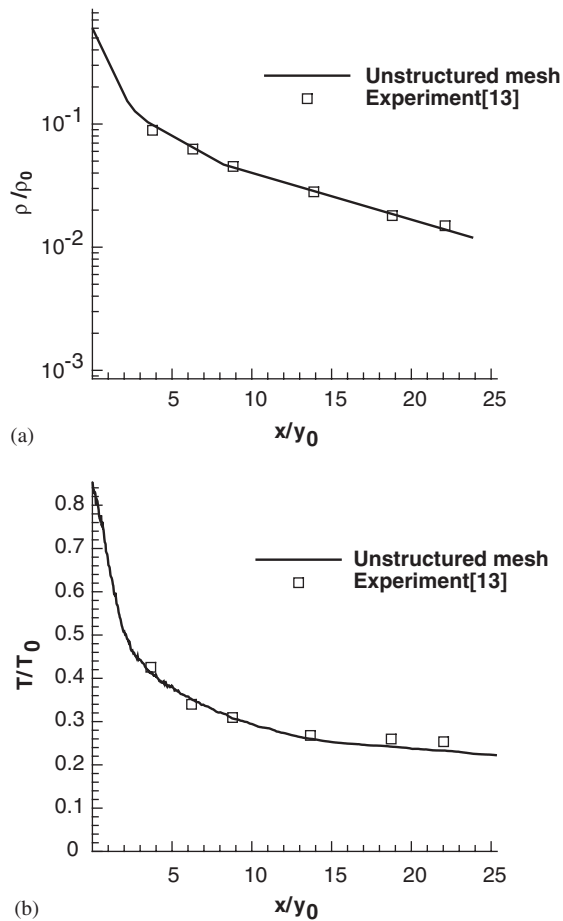 ρ/ρ0
10-1
10-2
10-3
Unstructured mesh
Experiment[13]
5 10 15 20 25
x/y0
(a)
T/T0
0.8
0.7
0.6
0.5
0.4
0.3
0.2
0.1
0
Unstructured mesh
Experiment[13]
5 10 15 20 25
x/y0
(b)